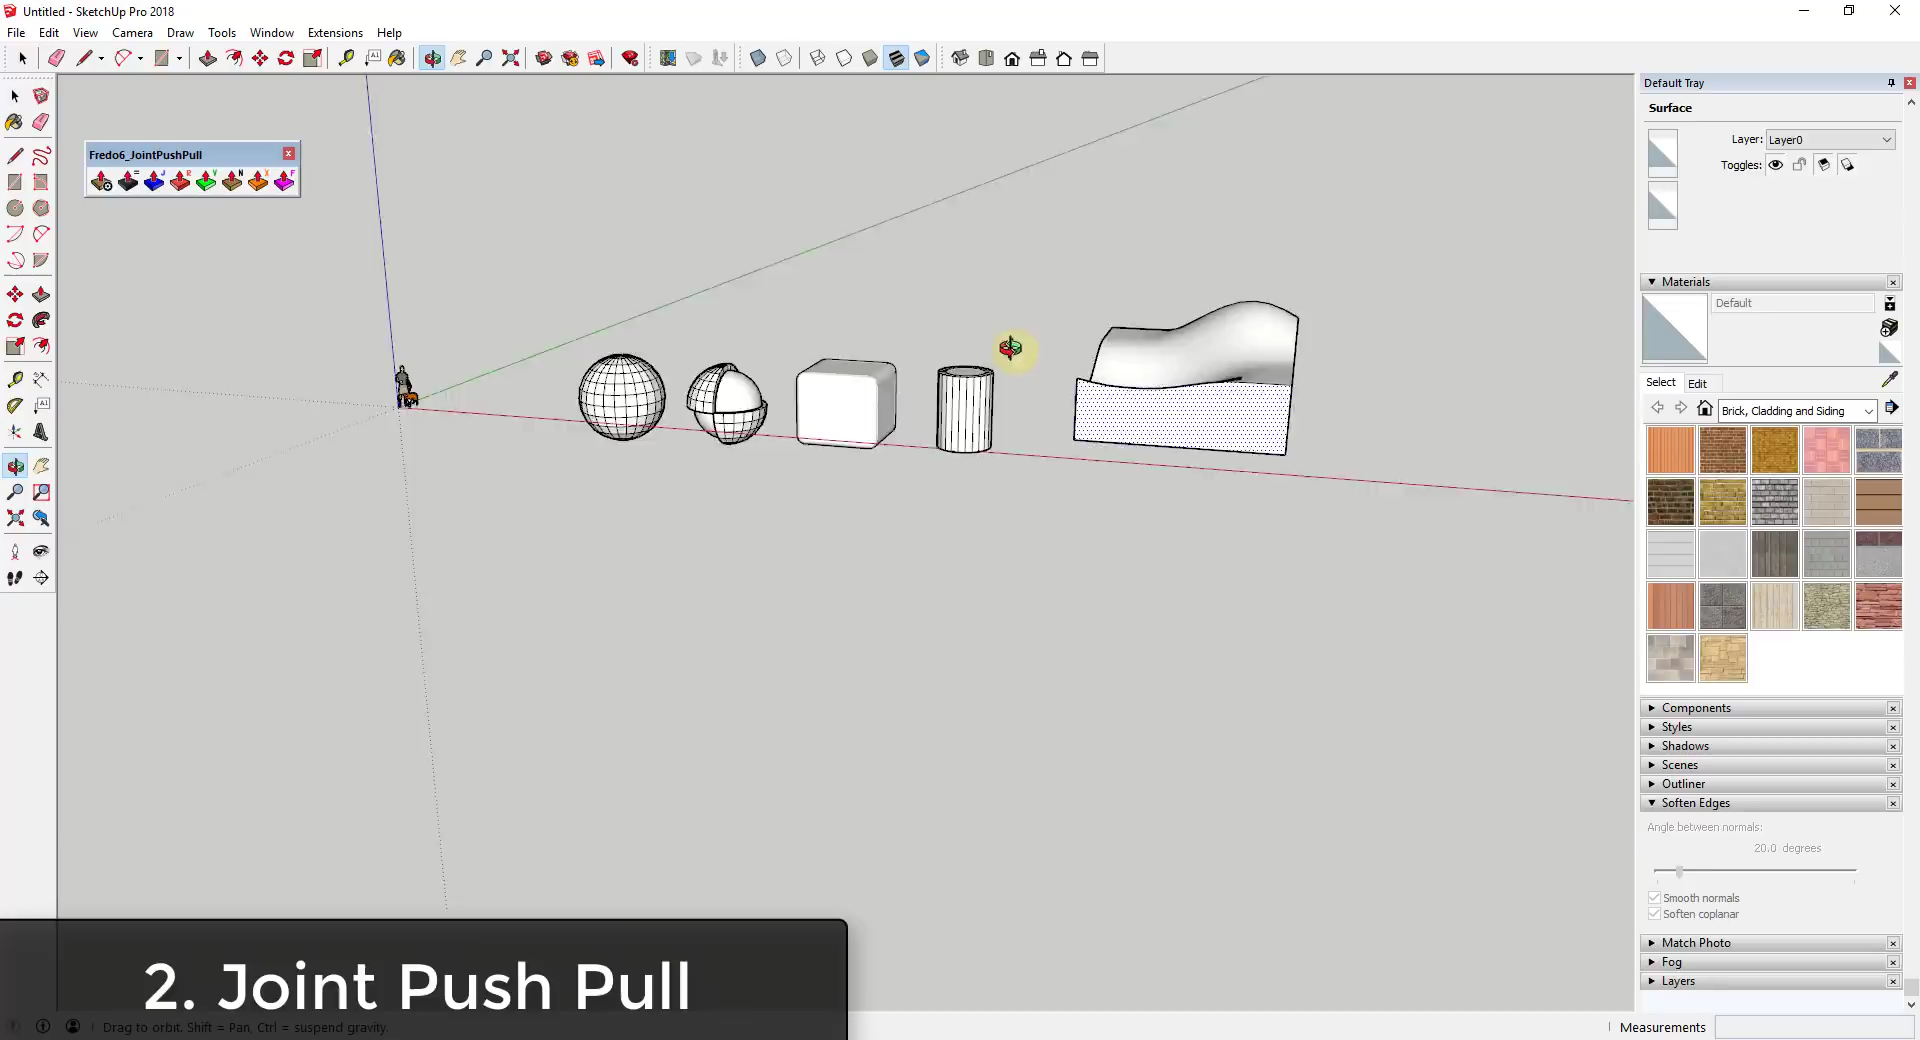 Untitled - SketchUp Pro 2018
File Edit View Camera Draw Tools Window Extensions Help
Default Tray
Surface
Layer: Layer0
Toggles:
Fredo6_JointPushPull
= J R V N X F
Materials
Default
Select Edit
Brick, Cladding and Siding
Components
Styles
Shadows
Scenes
Outliner
Soften Edges
Angle between normals:
20.0 degrees
Smooth normals
Soften coplanar
Match Photo
Fog
Layers
2. Joint Push Pull
Drag to orbit. Shift = Pan, Ctrl = suspend gravity.
Measurements